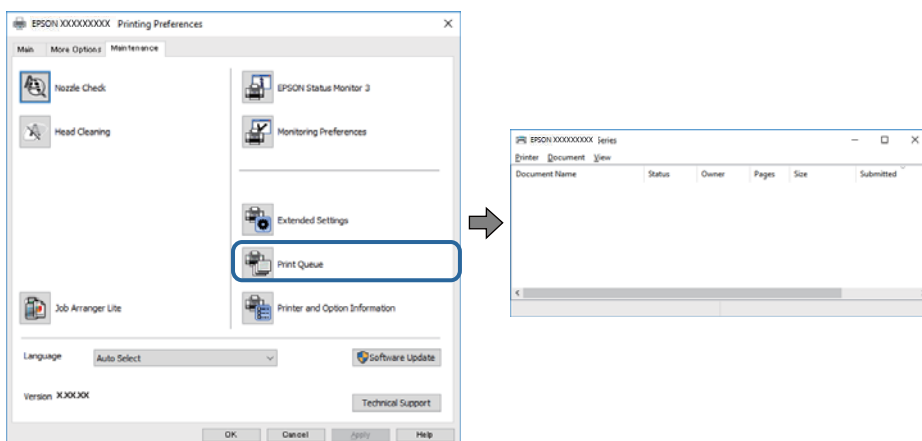 EPSON XXXXXXXXX Printing Preferences
Main More Options Maintenance
Nozzle Check
EPSON Status Monitor 3
Head Cleaning
Monitoring Preferences
Extended Settings
Print Queue
Job Arranger Lite
Printer and Option Information
Language Auto Select Software Update
Version X.XX.XX
Technical Support
OK Cancel Apply Help
EPSON XXXXXXXXX Series
Printer Document View
Document Name Status Owner Pages Size Submitted